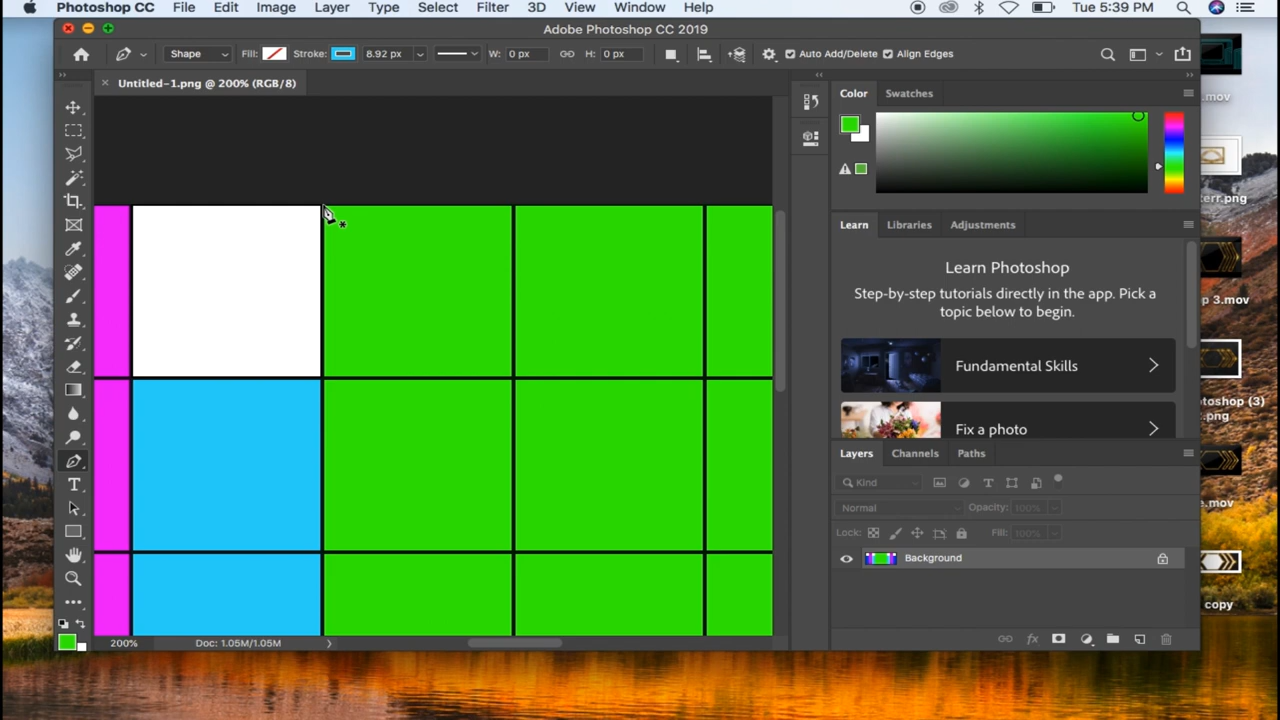 Photoshop CC File Edit Image Layer Type Select Filter 3D View Window Help Tue 5:39 PM
Adobe Photoshop CC 2019
Shape Fill: Stroke: 8.92 px W: 0 px H: 0 px Auto Add/Delete Align Edges
Untitled-1.png @ 200% (RGB/8)
Color Swatches
.mov
terr.png
Learn Libraries Adjustments
Learn Photoshop
Step-by-step tutorials directly in the app. Pick a
topic below to begin.
p 3.mov
Fundamental Skills
toshop (3)
.png
Fix a photo
Layers Channels Paths
Kind
e.mov
Normal Opacity: 100%
Lock: Fill: 100%
Background
copy
200% Doc: 1.05M/1.05M